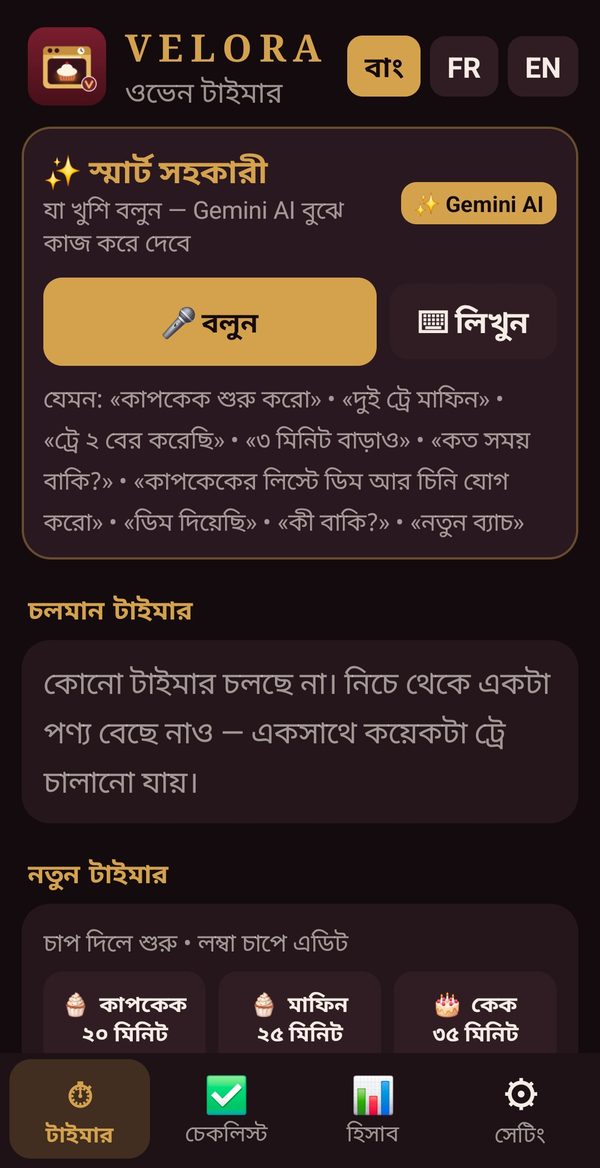 VELORA
ওভেন টাইমার
বাং
FR
EN
✨ স্মার্ট সহকারী
যা খুশি বলুন — Gemini AI বুঝে
কাজ করে দেবে
✨ Gemini AI
🎤 বলুন
⌨ লিখুন
যেমন: «কাপকেক শুরু করো» • «দুই ট্রে মাফিন» •
«ট্রে ২ বের করেছি» • «৩ মিনিট বাড়াও» • «কত সময়
বাকি?» • «কাপকেকের লিস্টে ডিম আর চিনি যোগ
করো» • «ডিম দিয়েছি» • «কী বাকি?» • «নতুন ব্যাচ»
চলমান টাইমার
কোনো টাইমার চলছে না। নিচে থেকে একটা
পণ্য বেছে নাও — একসাথে কয়েকটা ট্রে
চালানো যায়।
নতুন টাইমার
চাপ দিলে শুরু • লম্বা চাপে এডিট
🧁 কাপকেক
২০ মিনিট
🧁 মাফিন
২৫ মিনিট
🎂 কেক
৩৫ মিনিট
টাইমার
চেকলিস্ট
হিসাব
সেটিং